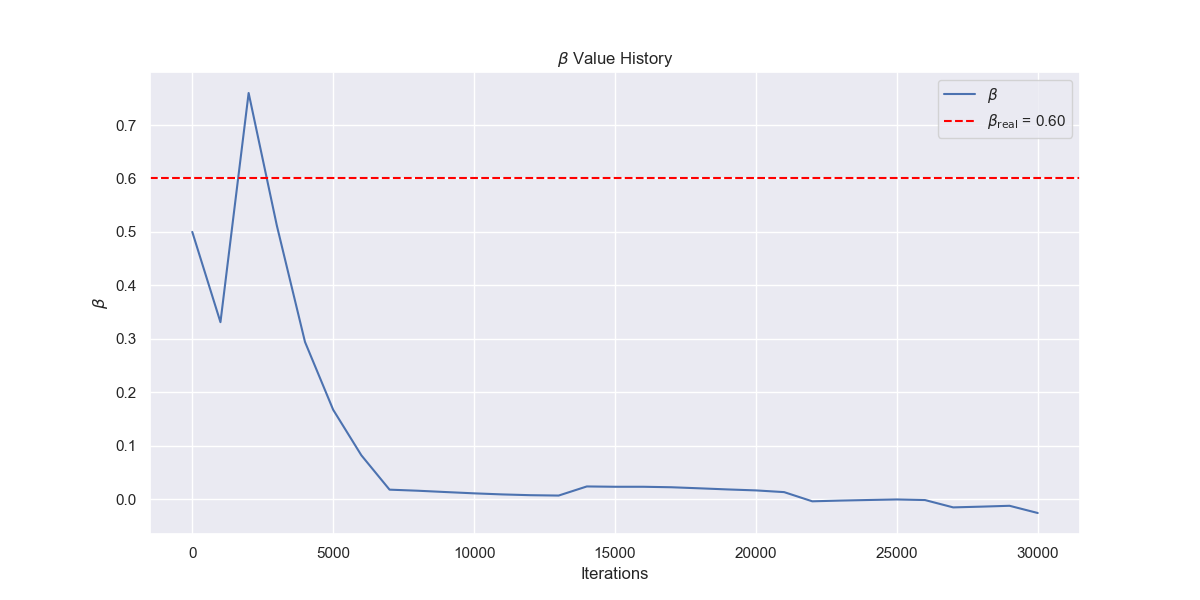 β Value History
β
β_real = 0.60
0.7
0.6
0.5
0.4
0.3
0.2
0.1
0.0
β
0 5000 10000 15000 20000 25000 30000
Iterations